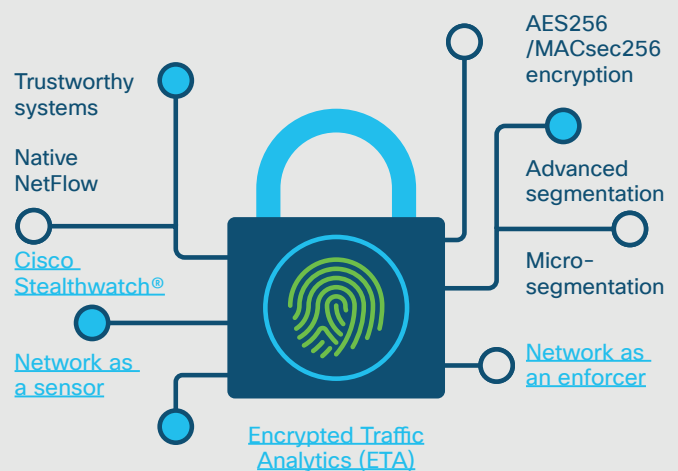 Trustworthy
systems
Native
NetFlow
Cisco
Stealthwatch®
Network as
a sensor
Encrypted Traffic
Analytics (ETA)
AES256
/MACsec256
encryption
Advanced
segmentation
Micro-
segmentation
Network as
an enforcer